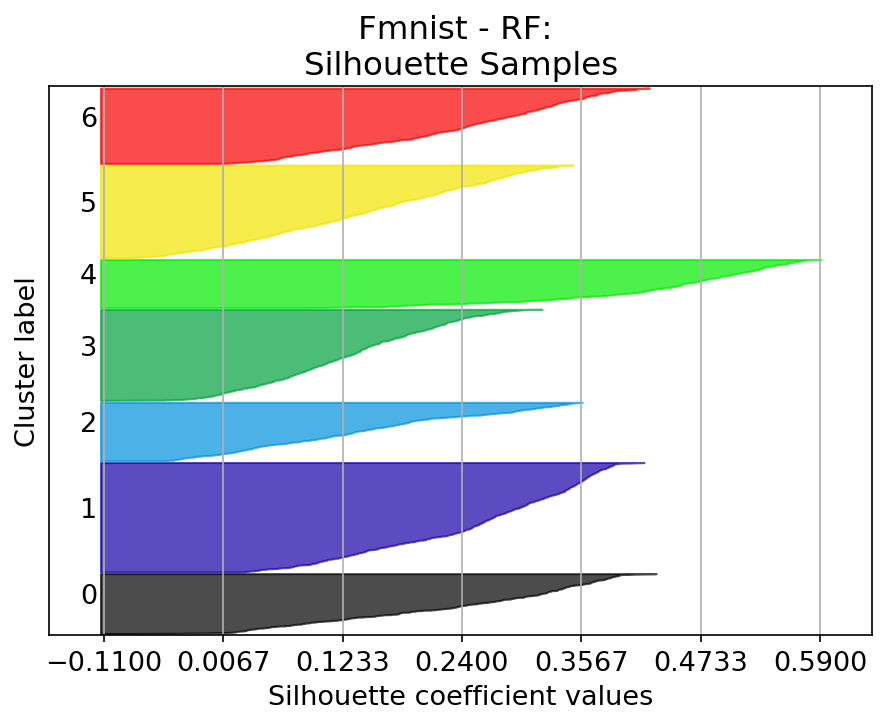 Fmnist - RF:
Silhouette Samples
Cluster label
6
5
4
3
2
1
0
−0.1100 0.0067 0.1233 0.2400 0.3567 0.4733 0.5900
Silhouette coefficient values